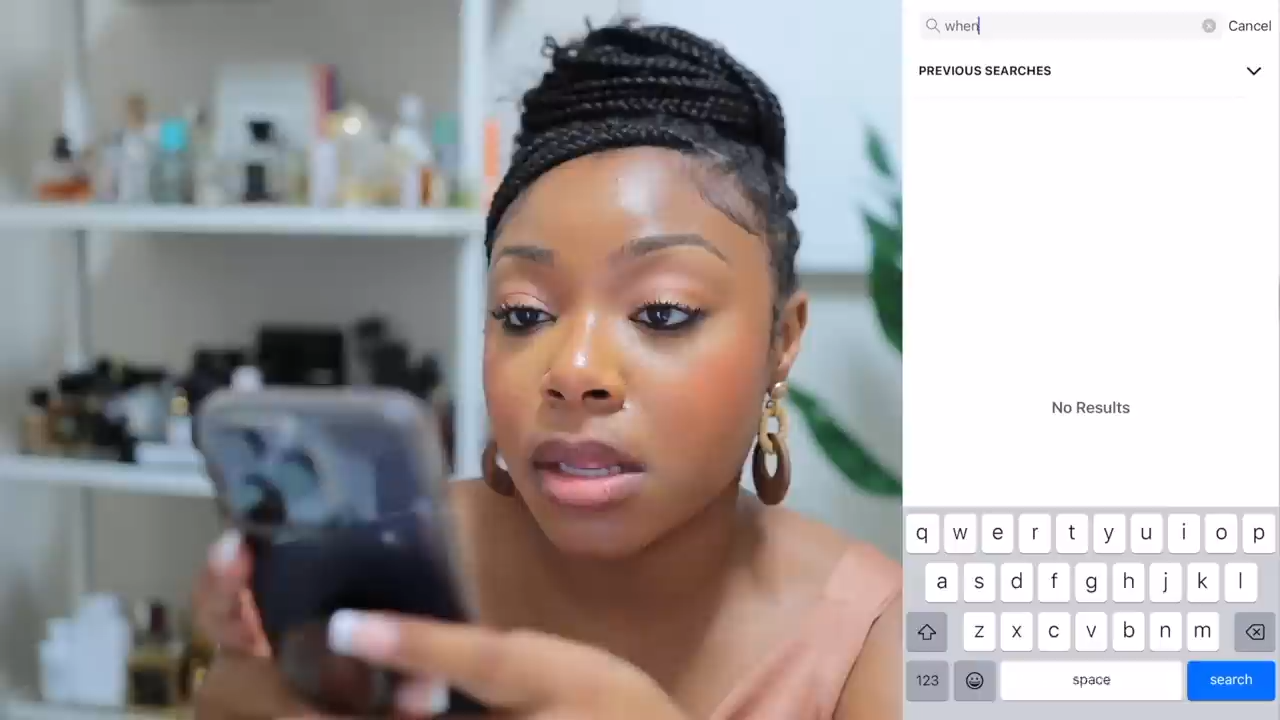 when
Cancel
PREVIOUS SEARCHES
No Results
q w e r t y u i o p
a s d f g h j k l
z x c v b n m
123 space search